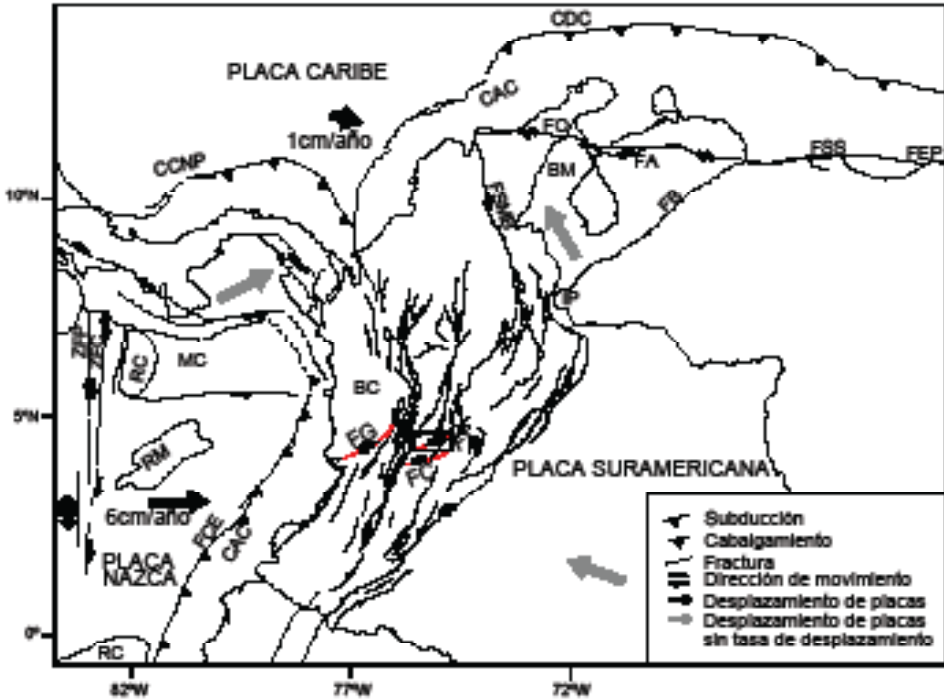 CDC
PLACA CARIBE
CAC
1cm/año
FO
CCNP
BM
FA
FSS
FEP
10°N
FB
IP
RC
MC
BC
5°N
FG
RM
FC
PLACA SURAMERICANA
6cm/año
FCE
CAC
PLACA
NAZCA
0°
RC
82°W
77°W
72°W
Subducción
Cabalgamiento
Fractura
Dirección de movimiento
Desplazamiento de placas
Desplazamiento de placas
sin tasa de desplazamiento